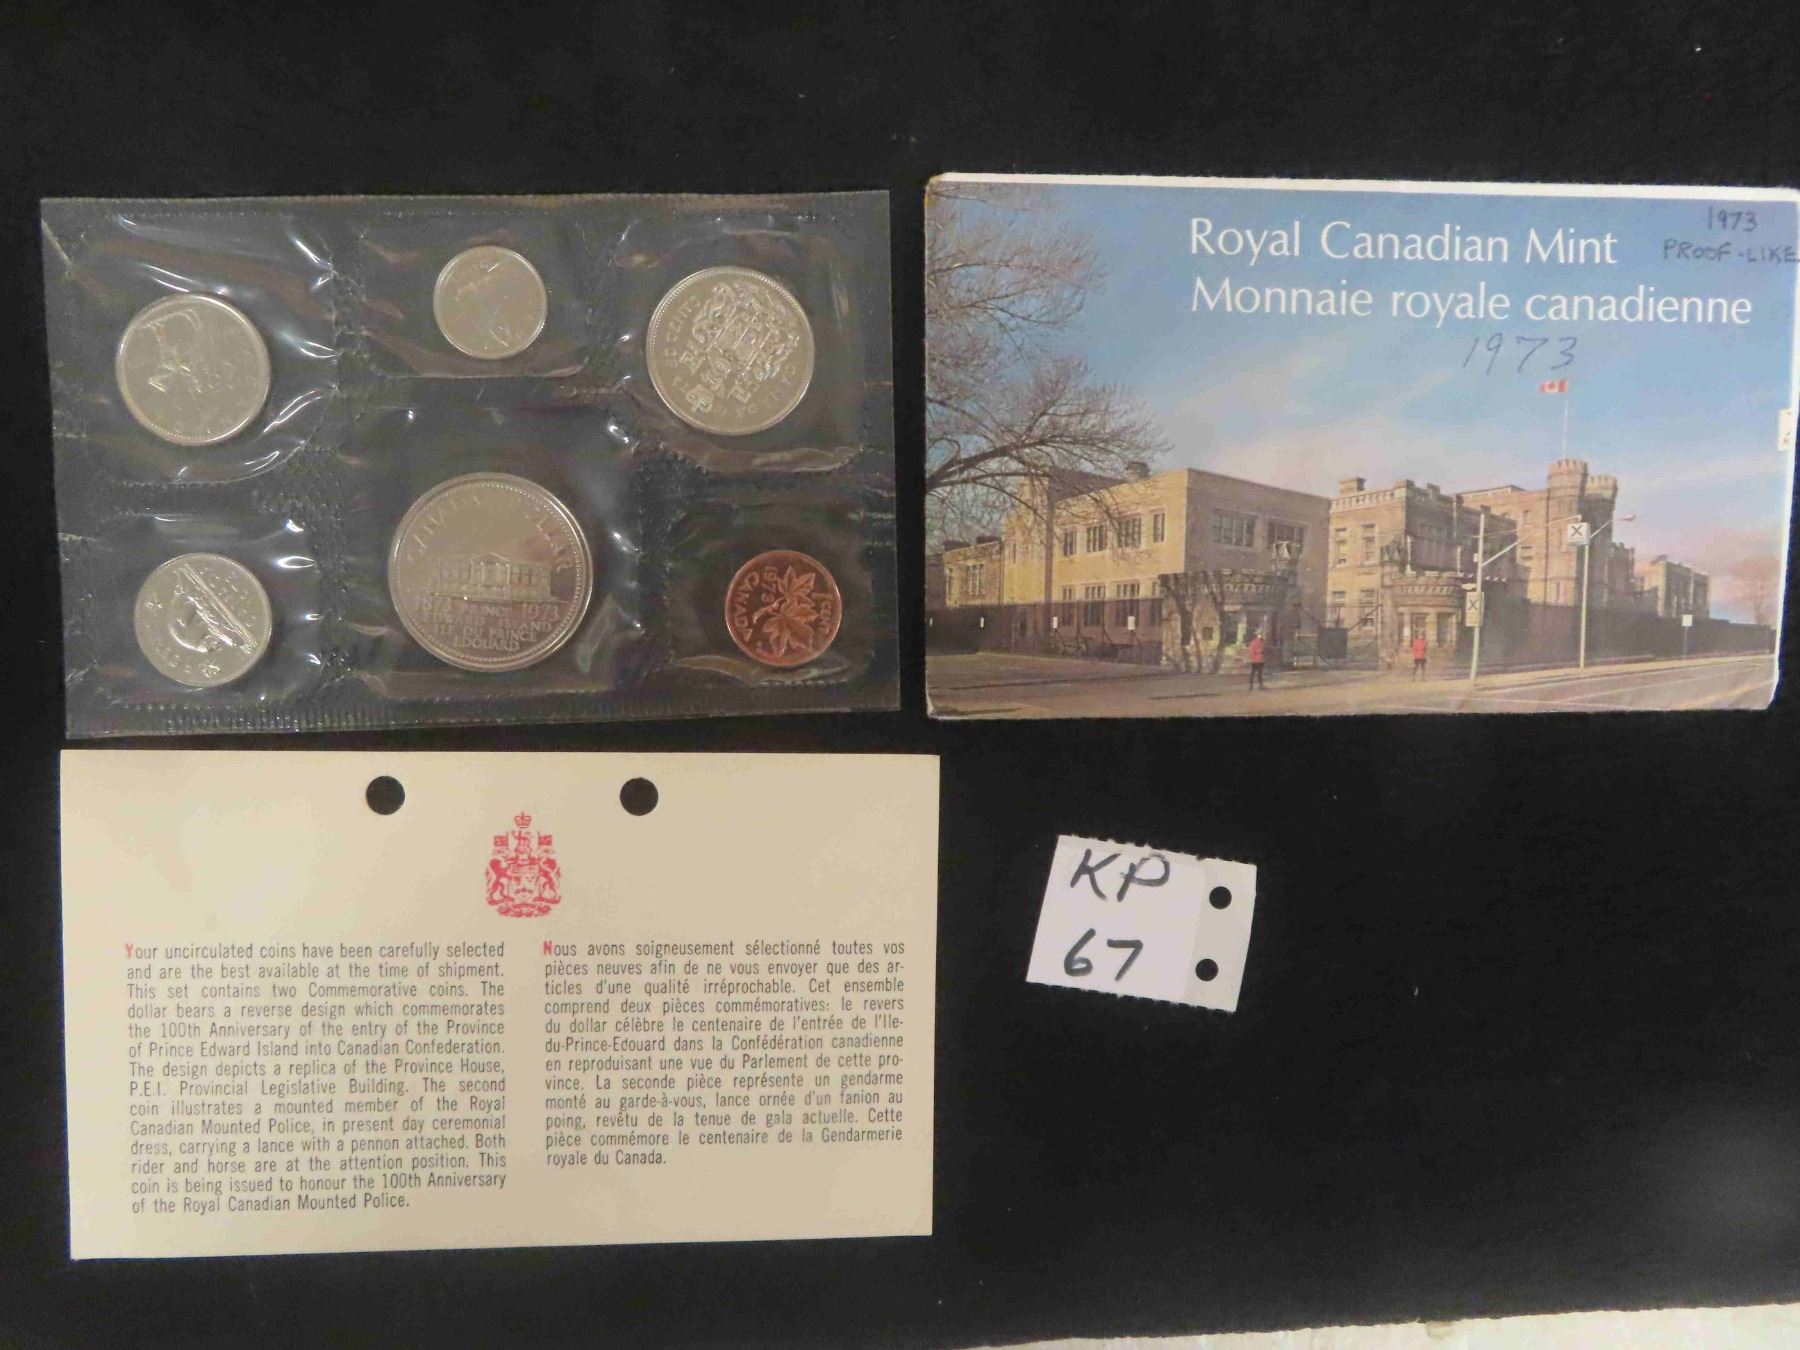 50 CENTS
CANADA
CANADA DOLLAR
1873 PRINCE 1973
EDWARD ISLAND
ILE DU PRINCE
EDOUARD
1 CENT
1973
CANADA
Royal Canadian Mint
Monnaie royale canadienne
1973
PROOF-LIKE
1973
Your uncirculated coins have been carefully selected
and are the best available at the time of shipment.
This set contains two Commemorative coins. The
dollar bears a reverse design which commemorates
the 100th Anniversary of the entry of the Province
of Prince Edward Island into Canadian Confederation.
The design depicts a replica of the Province House,
P.E.I. Provincial Legislative Building. The second
coin illustrates a mounted member of the Royal
Canadian Mounted Police, in present day ceremonial
dress, carrying a lance with a pennon attached. Both
rider and horse are at the attention position. This
coin is being issued to honour the 100th Anniversary
of the Royal Canadian Mounted Police.
Nous avons soigneusement sélectionné toutes vos
pièces neuves afin de ne vous envoyer que des ar-
ticles d'une qualité irréprochable. Cet ensemble
comprend deux pièces commémoratives: le revers
du dollar célèbre le centenaire de l'entrée de l'Ile-
du-Prince-Edouard dans la Confédération canadienne
en reproduisant une vue du Parlement de cette pro-
vince. La seconde pièce représente un gendarme
monté au garde-à-vous, lance ornée d'un fanion au
poing, revêtu de la tenue de gala actuelle. Cette
pièce commémore le centenaire de la Gendarmerie
royale du Canada.
KP
67